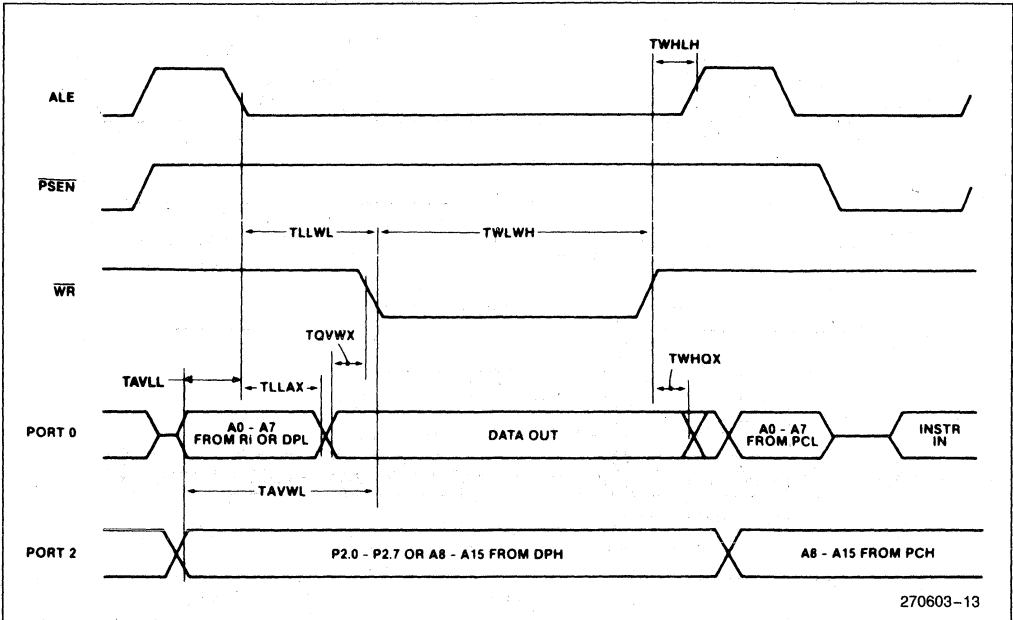 TWHLH
ALE
PSEN
TLLWL
TWLWH
WR
TQVWX
TWHQX
TAVLL
TLLAX
PORT 0
A0 - A7
FROM Ri OR DPL
DATA OUT
A0 - A7
FROM PCL
INSTR
IN
TAVWL
PORT 2
P2.0 - P2.7 OR A8 - A15 FROM DPH
A8 - A15 FROM PCH
270603-13